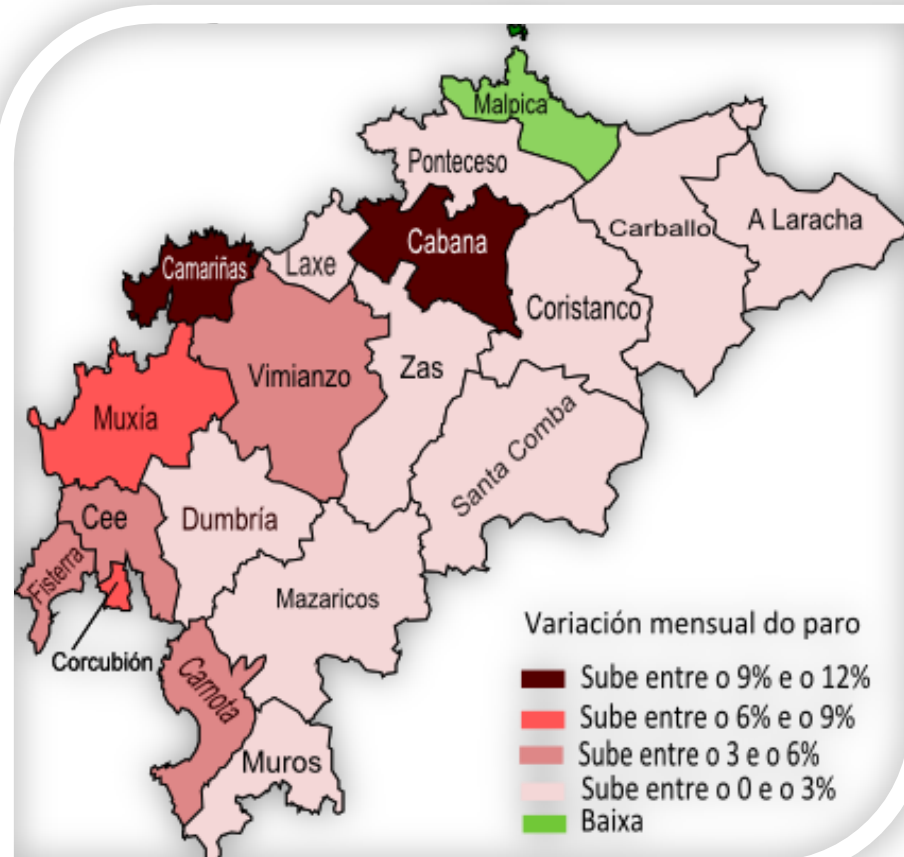 Malpica
Ponteceso
A Laracha
Carballo
Cabana
Laxe
Camariñas
Coristanco
Zas
Vimianzo
Muxía
Santa Comba
Dumbría
Cee
Fisterra
Mazaricos
Corcubión
Carnota
Muros
Variación mensual do paro
Sube entre o 9% e o 12%
Sube entre o 6% e o 9%
Sube entre o 3 e o 6%
Sube entre o 0 e o 3%
Baixa